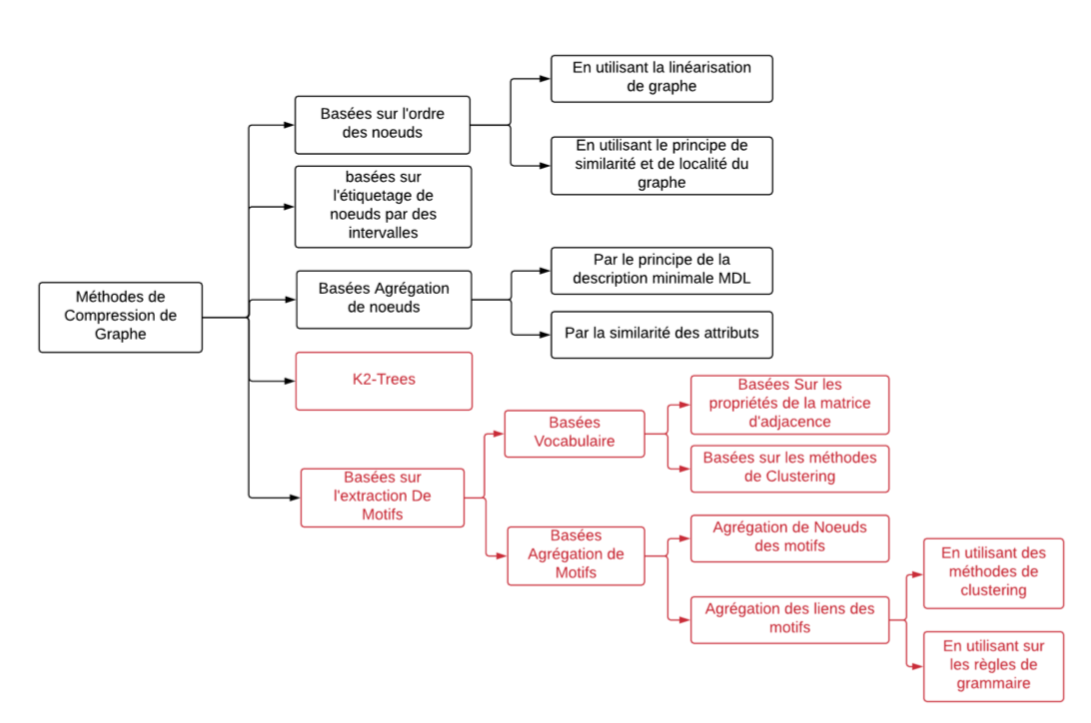 Méthodes de
Compression de
Graphe
Basées sur l'ordre
des noeuds
En utilisant la linéarisation
de graphe
En utilisant le principe de
similarité et de localité du
graphe
basées sur
l'étiquetage de
noeuds par des
intervalles
Basées Agrégation
de noeuds
Par le principe de la
description minimale MDL
Par la similarité des attributs
K2-Trees
Basées sur
l'extraction De
Motifs
Basées
Vocabulaire
Basées Sur les
propriétés de la matrice
d'adjacence
Basées sur les méthodes
de Clustering
Basées
Agrégation de
Motifs
Agrégation de Noeuds
des motifs
Agrégation des liens des
motifs
En utilisant des
méthodes de
clustering
En utilisant sur
les règles de
grammaire